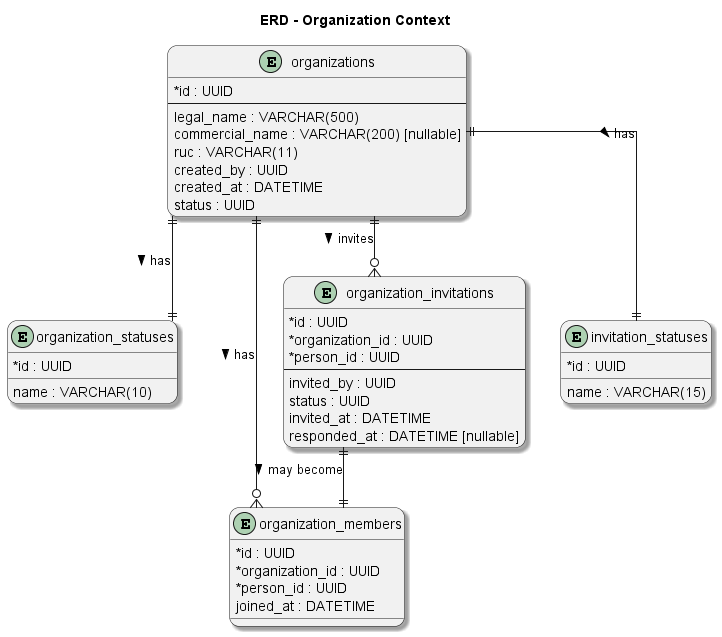 ERD - Organization Context
E organizations
*id : UUID
legal_name : VARCHAR(500)
commercial_name : VARCHAR(200) [nullable]
ruc : VARCHAR(11)
created_by : UUID
created_at : DATETIME
status : UUID
has
invites
has
has
may become
E organization_statuses
*id : UUID
name : VARCHAR(10)
E organization_invitations
*id : UUID
*organization_id : UUID
*person_id : UUID
invited_by : UUID
status : UUID
invited_at : DATETIME
responded_at : DATETIME [nullable]
E invitation_statuses
*id : UUID
name : VARCHAR(15)
E organization_members
*id : UUID
*organization_id : UUID
*person_id : UUID
joined_at : DATETIME